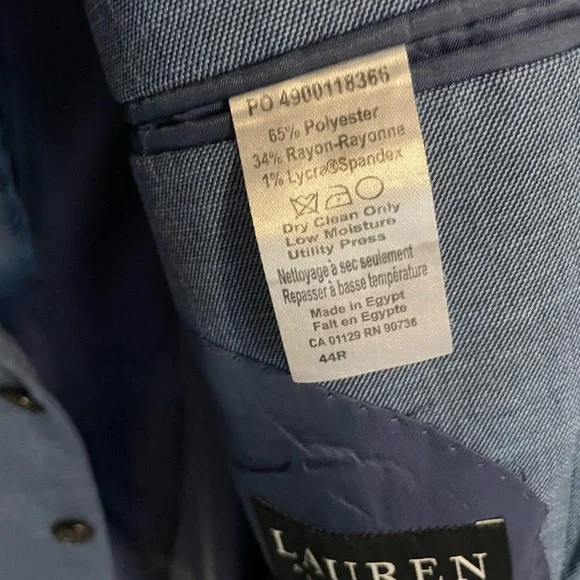 PO 4900118366
65% Polyester
34% Rayon-Rayonne
1% Lycra®Spandex
Dry Clean Only
Low Moisture
Utility Press
Nettoyage à sec seulement
Repasser à basse température
Made in Egypt
Fait en Egypte
CA 01129 RN 90736
44R
LAUREN